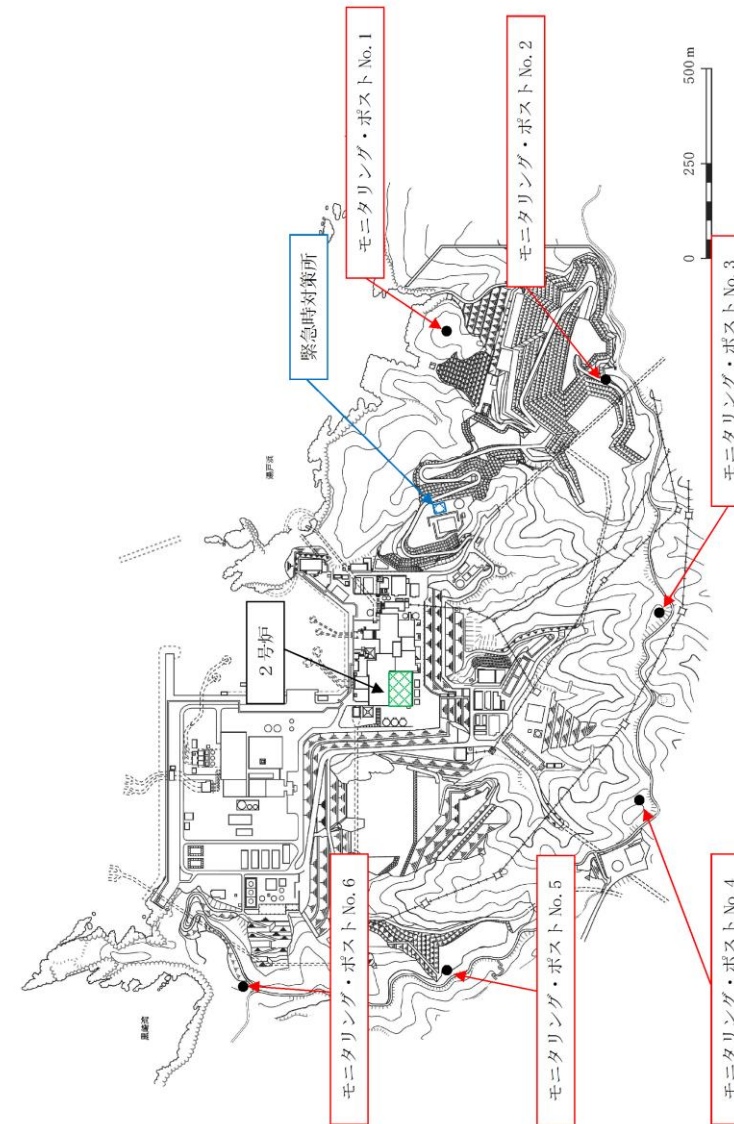 2号炉
緊急時対策所
モニタリング・ポスト No. 6
モニタリング・ポスト No. 1
モニタリング・ポスト No. 2
モニタリング・ポスト No. 5
0 250 500 m
モニタリング・ポスト No. 4
モニタリング・ポスト No. 3